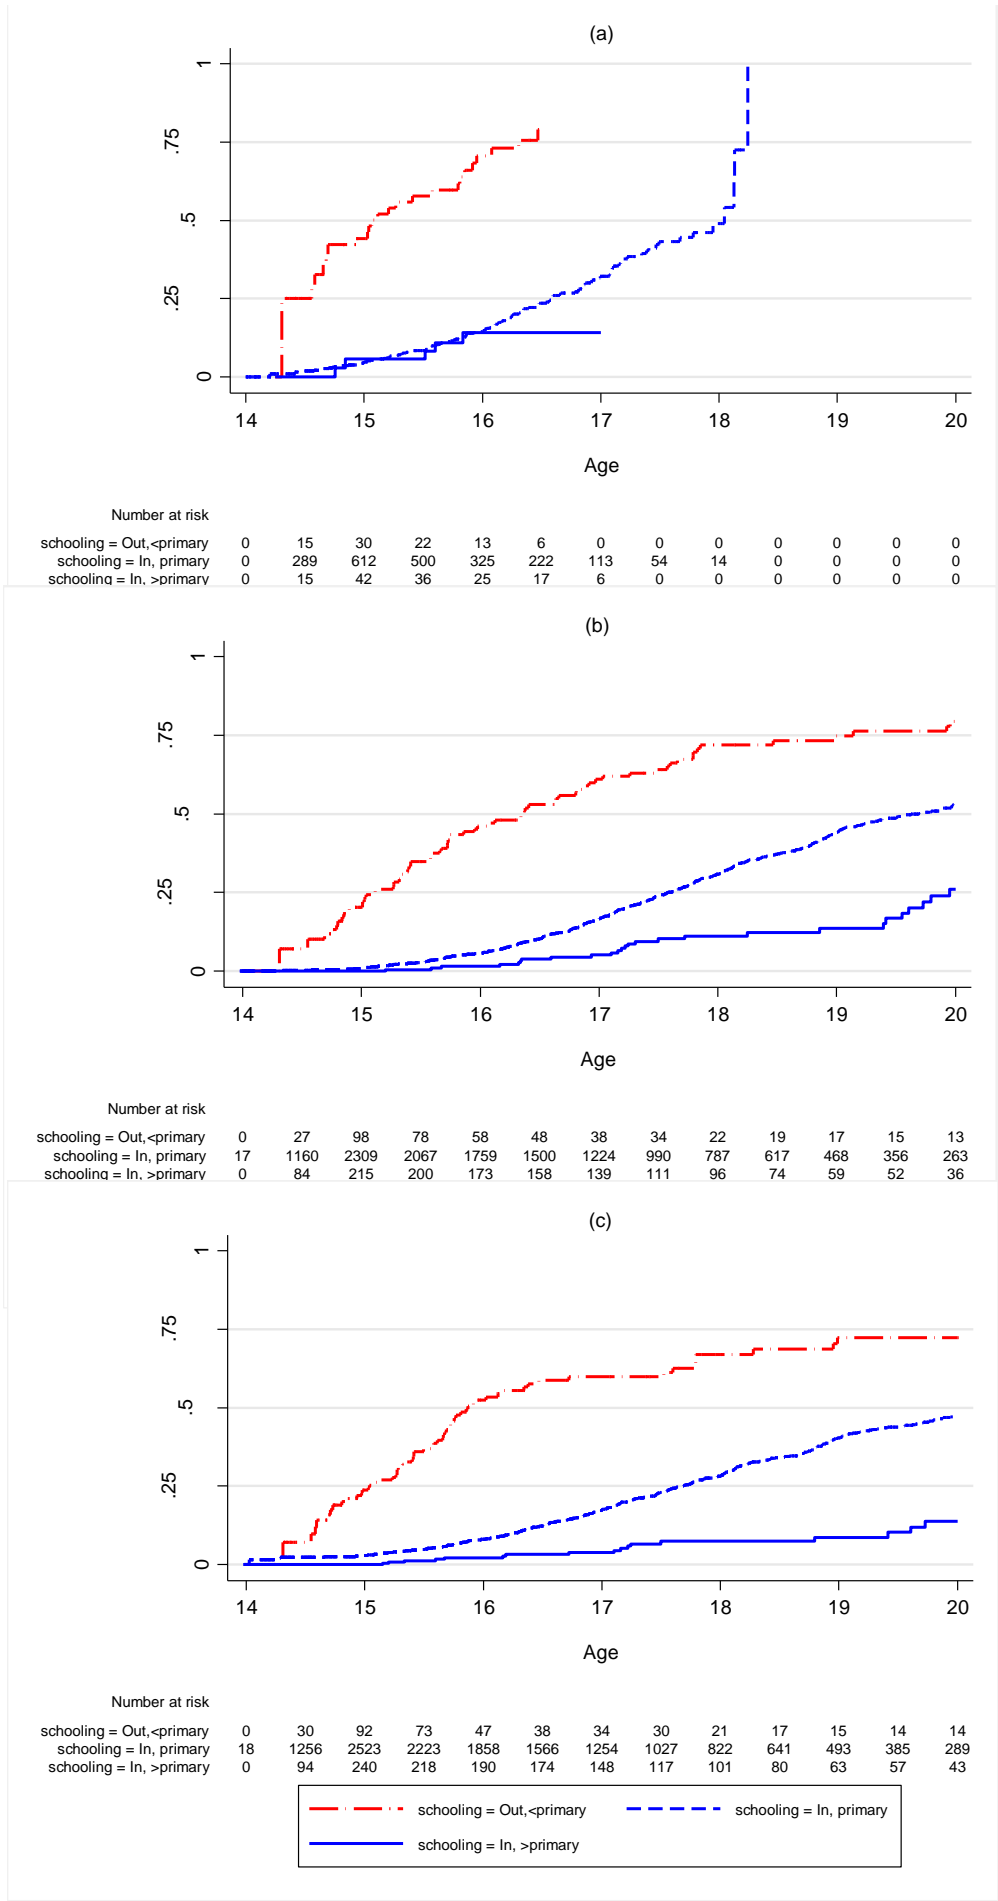 (a)
1
.75
.5
.25
0
14 15 16 17 18 19 20
Age
Number at risk
schooling = Out,<primary 0 15 30 22 13 6 0 0 0 0 0 0 0
schooling = In, primary 0 289 612 500 325 222 113 54 14 0 0 0 0
schooling = In, >primary 0 15 42 36 25 17 6 0 0 0 0 0 0
(b)
1
.75
.5
.25
0
14 15 16 17 18 19 20
Age
Number at risk
schooling = Out,<primary 0 27 98 78 58 48 38 34 22 19 17 15 13
schooling = In, primary 17 1160 2309 2067 1759 1500 1224 990 787 617 468 356 263
schooling = In, >primary 0 84 215 200 173 158 139 111 96 74 59 52 36
(c)
1
.75
.5
.25
0
14 15 16 17 18 19 20
Age
Number at risk
schooling = Out,<primary 0 30 92 73 47 38 34 30 21 17 15 14 14
schooling = In, primary 18 1256 2523 2223 1858 1566 1254 1027 822 641 493 385 289
schooling = In, >primary 0 94 240 218 190 174 148 117 101 80 63 57 43
schooling = Out,<primary schooling = In, primary
schooling = In, >primary